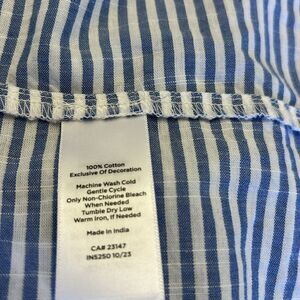 100% Cotton
Exclusive Of Decoration
Machine Wash Cold
Gentle Cycle
Only Non-Chlorine Bleach
When Needed
Tumble Dry Low
Warm Iron, If Needed
Made In India
CA# 23147
IN5250 10/23